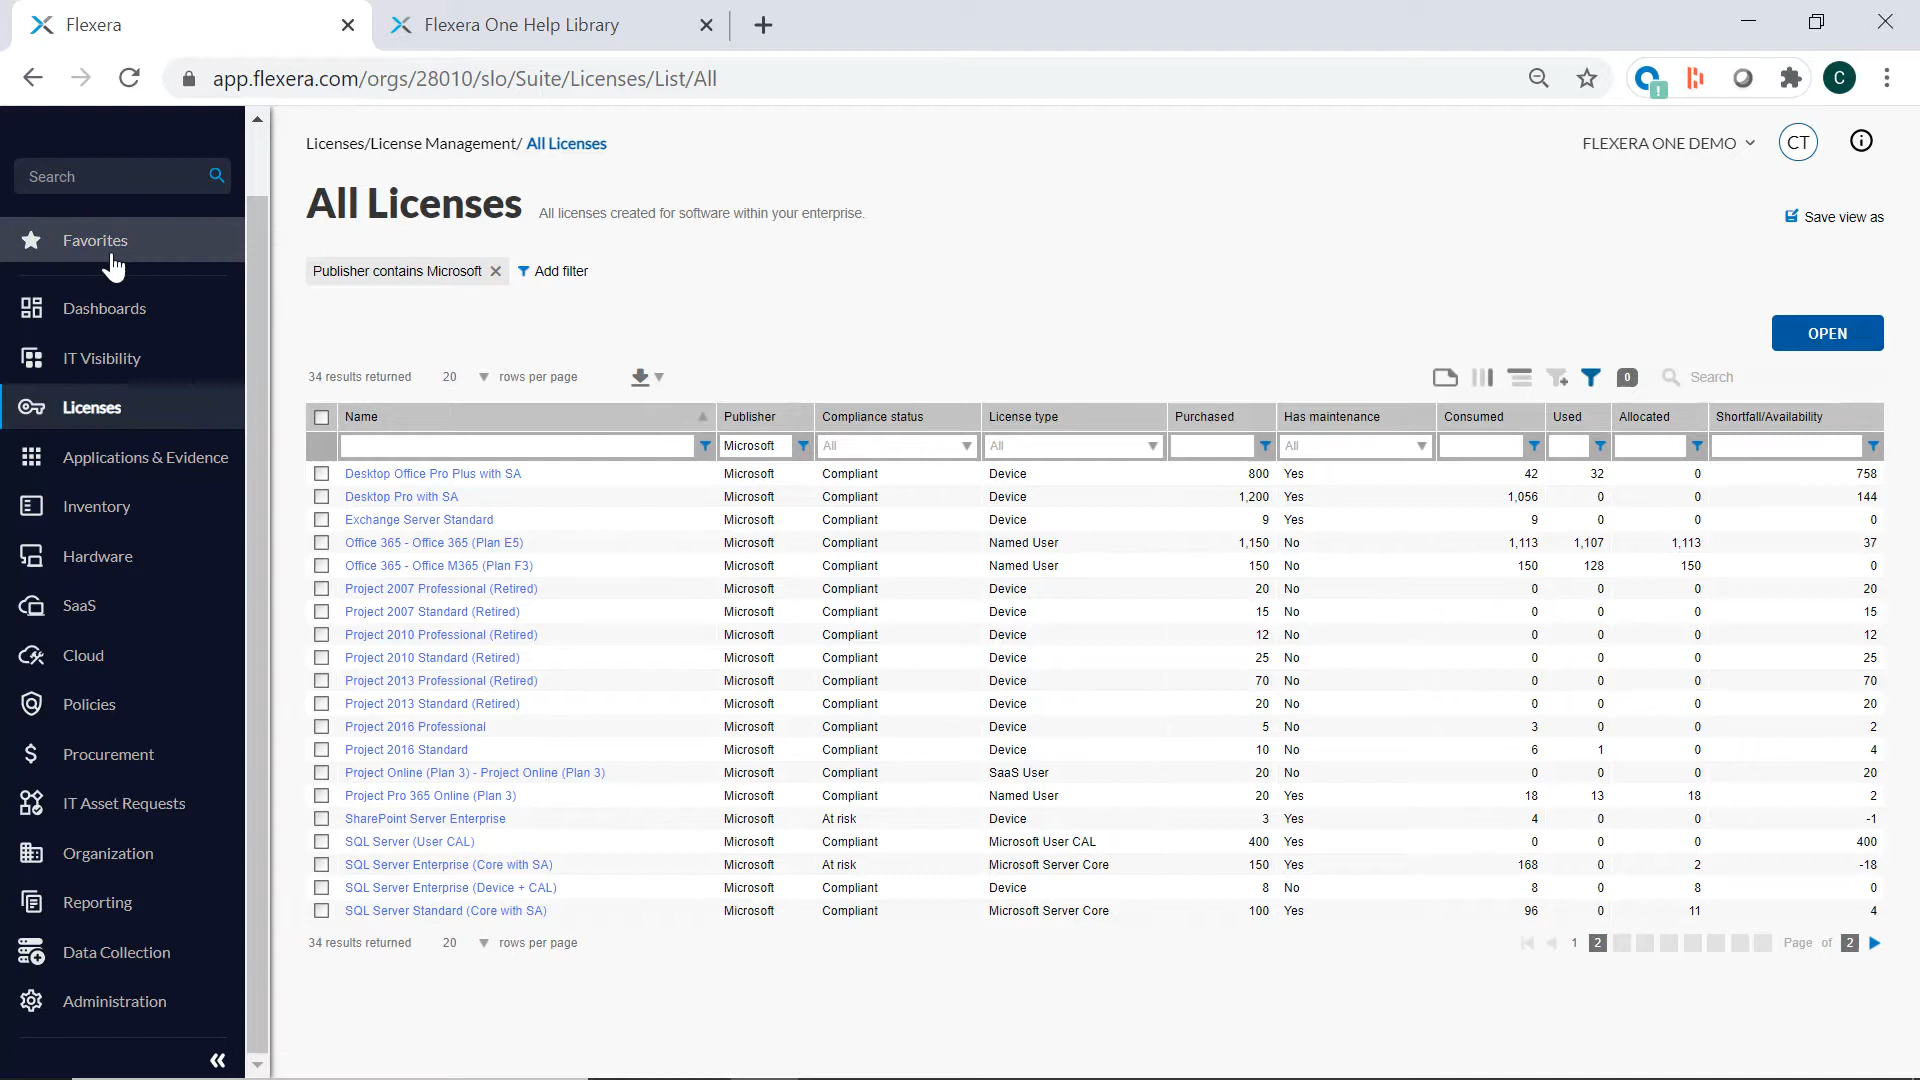 Flexera
Flexera One Help Library
app.flexera.com/orgs/28010/slo/Suite/Licenses/List/All
C
Search
Favorites
Dashboards
IT Visibility
Licenses
Applications & Evidence
Inventory
Hardware
SaaS
Cloud
Policies
Procurement
IT Asset Requests
Organization
Reporting
Data Collection
Administration
Licenses/License Management/ All Licenses
FLEXERA ONE DEMO
CT
All Licenses
All licenses created for software within your enterprise.
Save view as
Publisher contains Microsoft
Add filter
OPEN
34 results returned 20 rows per page
0
Search
Name Publisher Compliance status License type Purchased Has maintenance Consumed Used Allocated Shortfall/Availability
Microsoft All All All
Desktop Office Pro Plus with SA Microsoft Compliant Device 800 Yes 42 32 0 758
Desktop Pro with SA Microsoft Compliant Device 1,200 Yes 1,056 0 0 144
Exchange Server Standard Microsoft Compliant Device 9 Yes 9 0 0 0
Office 365 - Office 365 (Plan E5) Microsoft Compliant Named User 1,150 No 1,113 1,107 1,113 37
Office 365 - Office M365 (Plan F3) Microsoft Compliant Named User 150 No 150 128 150 0
Project 2007 Professional (Retired) Microsoft Compliant Device 20 No 0 0 0 20
Project 2007 Standard (Retired) Microsoft Compliant Device 15 No 0 0 0 15
Project 2010 Professional (Retired) Microsoft Compliant Device 12 No 0 0 0 12
Project 2010 Standard (Retired) Microsoft Compliant Device 25 No 0 0 0 25
Project 2013 Professional (Retired) Microsoft Compliant Device 70 No 0 0 0 70
Project 2013 Standard (Retired) Microsoft Compliant Device 20 No 0 0 0 20
Project 2016 Professional Microsoft Compliant Device 5 No 3 0 0 2
Project 2016 Standard Microsoft Compliant Device 10 No 6 1 0 4
Project Online (Plan 3) - Project Online (Plan 3) Microsoft Compliant SaaS User 20 No 0 0 0 20
Project Pro 365 Online (Plan 3) Microsoft Compliant Named User 20 Yes 18 13 18 2
SharePoint Server Enterprise Microsoft At risk Device 3 Yes 4 0 0 -1
SQL Server (User CAL) Microsoft Compliant Microsoft User CAL 400 Yes 0 0 0 400
SQL Server Enterprise (Core with SA) Microsoft At risk Microsoft Server Core 150 Yes 168 0 2 -18
SQL Server Enterprise (Device + CAL) Microsoft Compliant Device 8 No 8 0 8 0
SQL Server Standard (Core with SA) Microsoft Compliant Microsoft Server Core 100 Yes 96 0 11 4
34 results returned 20 rows per page
1 2 Page of 2